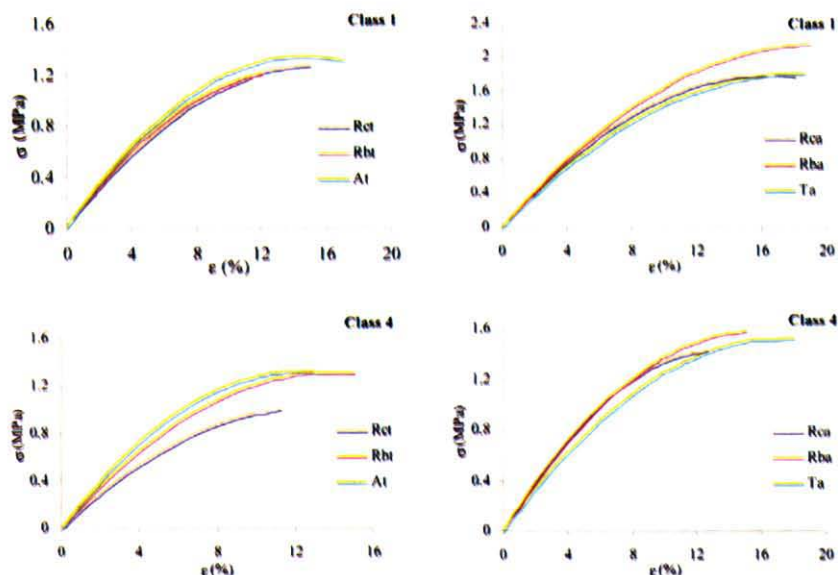 Class 1
1.6
1.2
0.8
0.4
0
σ (MPa)
Rct
Rbt
At
0 4 8 12 16 20
ε (%)
Class 1
2.4
2
1.6
1.2
0.8
0.4
0
σ(MPa)
Rca
Rba
Ta
0 4 8 12 16 20
ε(%)
Class 4
1.6
1.2
0.8
0.4
0
σ(MPa)
Rct
Rbt
At
0 4 8 12 16
ε(%)
Class 4
1.6
1.2
0.8
0.4
0
σ(MPa)
Rca
Rba
Ta
0 4 8 12 16 20
ε(%)